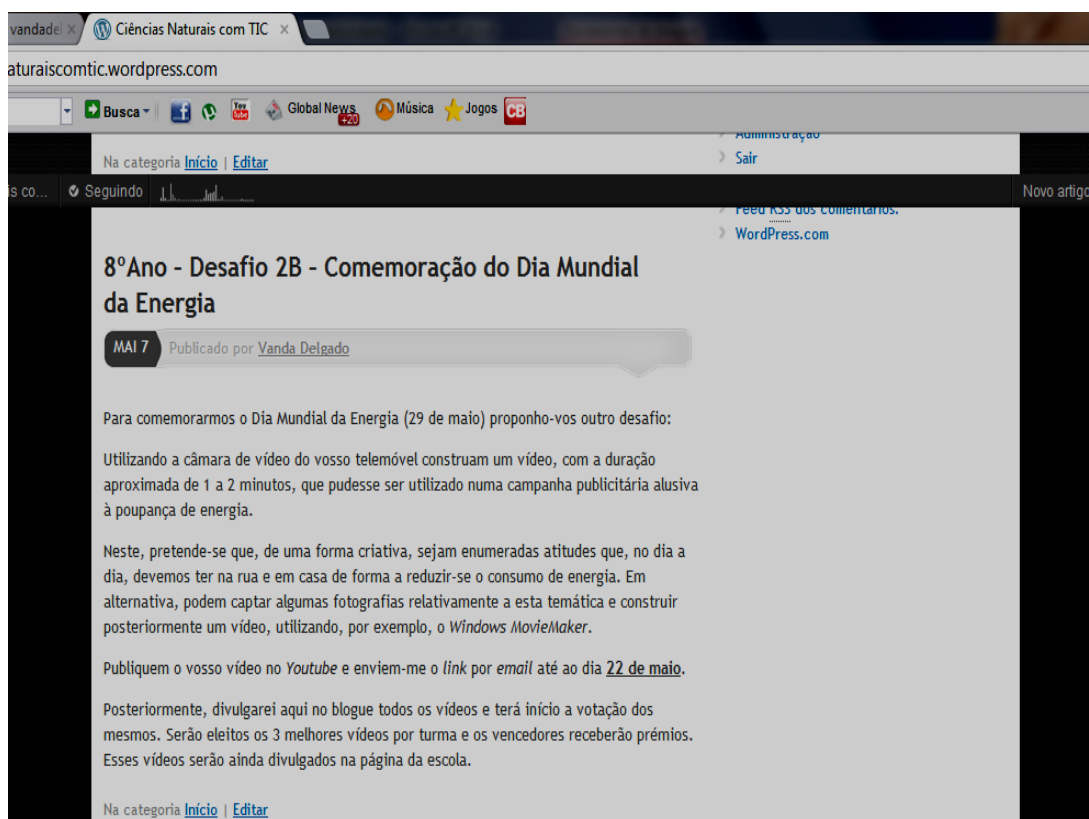 vandadel
Ciências Naturais com TIC
aturaiscomtic.wordpress.com
Busca
You Tube
Global News
+20
Música
Jogos
CB
Administração
Na categoria Início | Editar
Sair
is co...
Seguindo
Novo artigo
Feed RSS dos comentários.
WordPress.com
8ºAno - Desafio 2B - Comemoração do Dia Mundial
da Energia
MAI 7
Publicado por Vanda Delgado
Para comemorarmos o Dia Mundial da Energia (29 de maio) proponho-vos outro desafio:
Utilizando a câmara de vídeo do vosso telemóvel construam um vídeo, com a duração
aproximada de 1 a 2 minutos, que pudesse ser utilizado numa campanha publicitária alusiva
à poupança de energia.
Neste, pretende-se que, de uma forma criativa, sejam enumeradas atitudes que, no dia a
dia, devemos ter na rua e em casa de forma a reduzir-se o consumo de energia. Em
alternativa, podem captar algumas fotografias relativamente a esta temática e construir
posteriormente um vídeo, utilizando, por exemplo, o Windows MovieMaker.
Publiquem o vosso vídeo no Youtube e enviem-me o link por email até ao dia 22 de maio.
Posteriormente, divulgarei aqui no blogue todos os vídeos e terá início a votação dos
mesmos. Serão eleitos os 3 melhores vídeos por turma e os vencedores receberão prémios.
Esses vídeos serão ainda divulgados na página da escola.
Na categoria Início | Editar